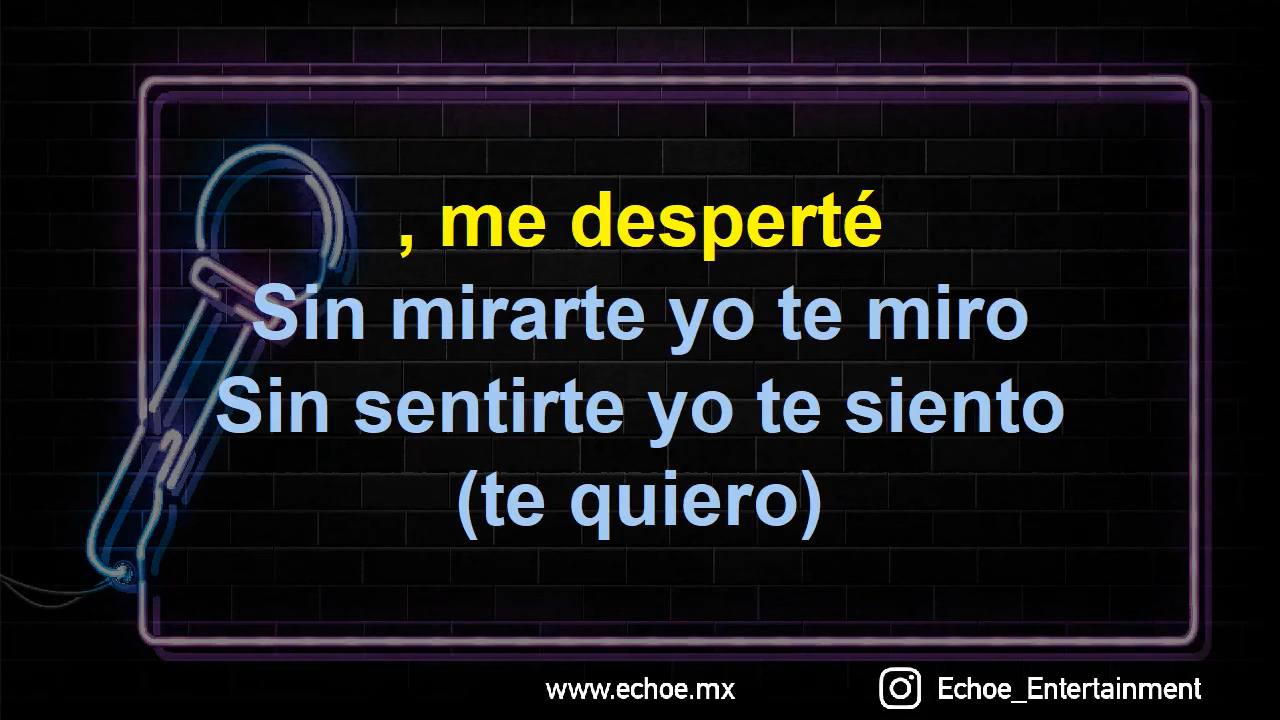 , me desperté
Sin mirarte yo te miro
Sin sentirte yo te siento
(te quiero)
www.echoe.mx
Echoe_Entertainment